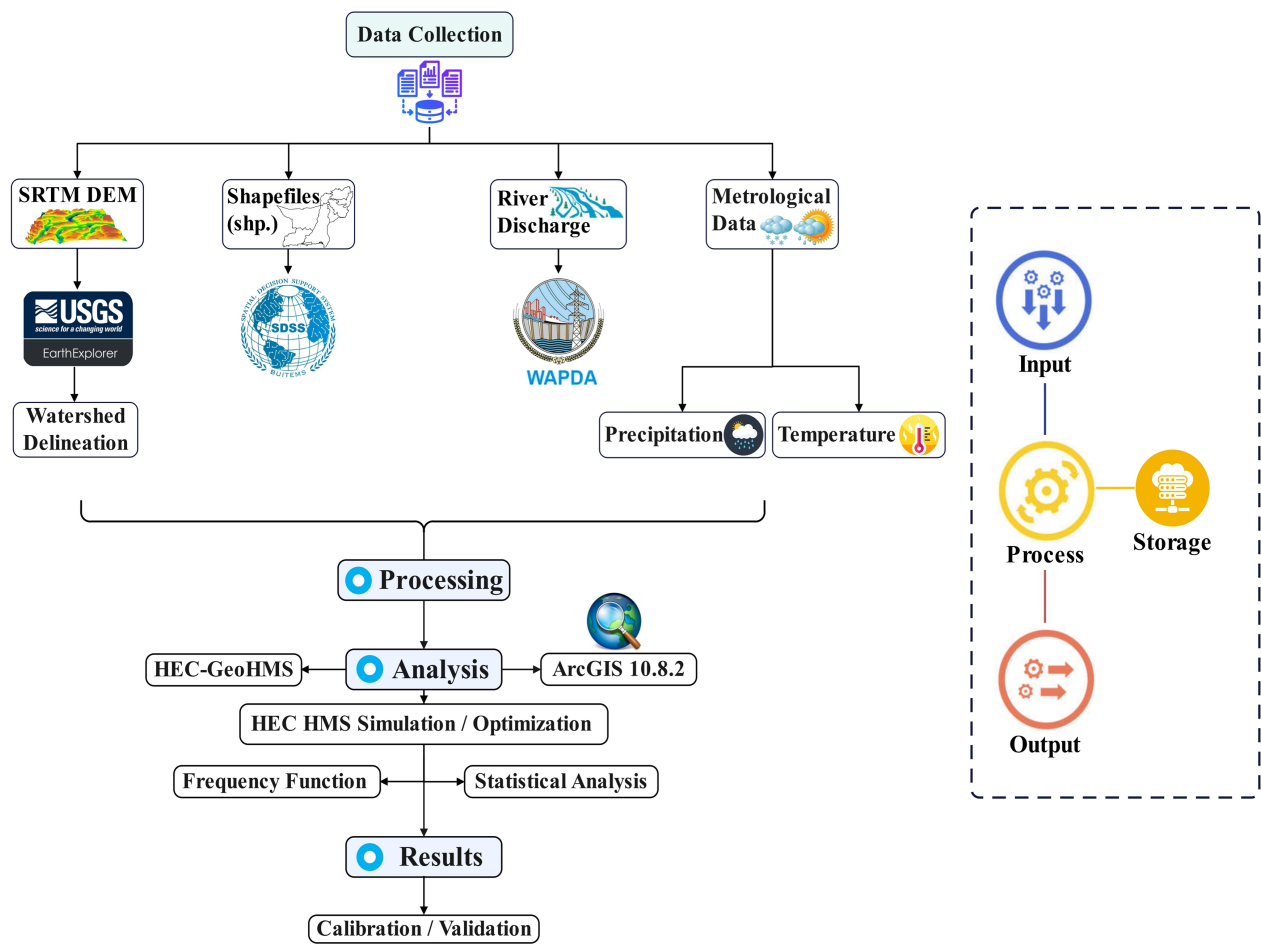 Data Collection
SRTM DEM
Shapefiles
(shp.)
River
Discharge
Metrological
Data
USGS
science for a changing world
EarthExplorer
SPATIAL DECISION SUPPORT SYSTEM
SDSS
BUITEMS
WAPDA
Watershed
Delineation
Precipitation
Temperature
Processing
HEC-GeoHMS
Analysis
ArcGIS 10.8.2
HEC HMS Simulation / Optimization
Frequency Function
Statistical Analysis
Results
Calibration / Validation
Input
Process
Storage
Output